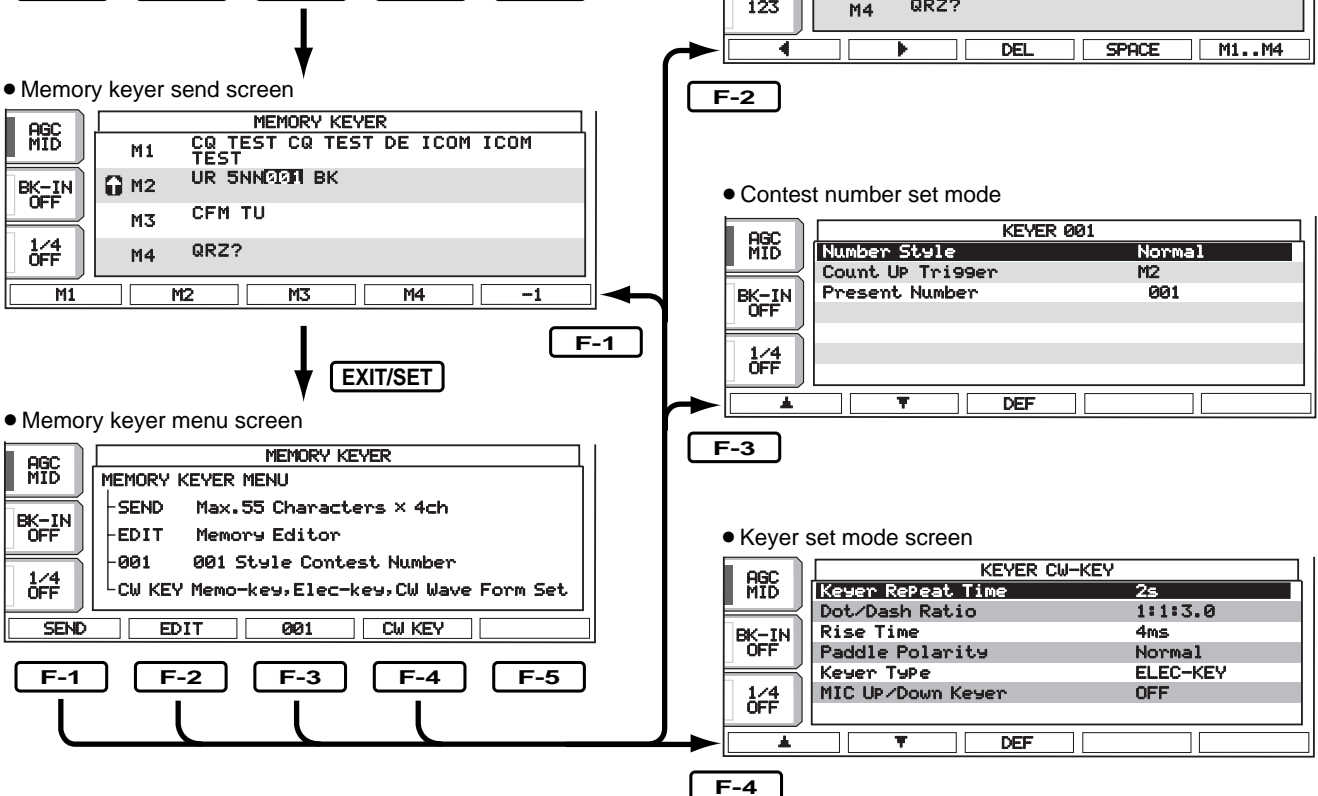 ● Memory keyer send screen
AGC
MID
BK-IN
OFF
1/4
OFF
MEMORY KEYER
M1 CQ TEST CQ TEST DE ICOM ICOM
TEST
M2 UR 5NN001 BK
M3 CFM TU
M4 QRZ?
M1 M2 M3 M4 -1
F-1
EXIT/SET
● Memory keyer menu screen
AGC
MID
BK-IN
OFF
1/4
OFF
MEMORY KEYER
MEMORY KEYER MENU
SEND Max.55 Characters × 4ch
EDIT Memory Editor
001 001 Style Contest Number
CW KEY Memo-key,Elec-key,CW Wave Form Set
SEND EDIT 001 CW KEY
F-1 F-2 F-3 F-4 F-5
123
M4 QRZ?
◀ ▶ DEL SPACE M1..M4
F-2
● Contest number set mode
AGC
MID
BK-IN
OFF
1/4
OFF
KEYER 001
Number Style Normal
Count Up Trigger M2
Present Number 001
▲ ▼ DEF
F-3
● Keyer set mode screen
AGC
MID
BK-IN
OFF
1/4
OFF
KEYER CW-KEY
Keyer Repeat Time 2s
Dot/Dash Ratio 1:1:3.0
Rise Time 4ms
Paddle Polarity Normal
Keyer Type ELEC-KEY
MIC Up/Down Keyer OFF
▲ ▼ DEF
F-4